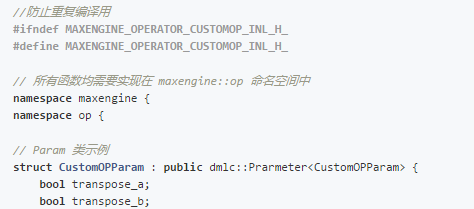 //防止重复编译用
#ifndef MAXENGINE_OPERATOR_CUSTOMOP_INL_H_
#define MAXENGINE_OPERATOR_CUSTOMOP_INL_H_
// 所有函数均需要实现在 maxengine::op 命名空间中
namespace maxengine {
namespace op {
// Param 类示例
struct CustomOPParam : public dmlc::Prarmeter<CustomOPParam> {
bool transpose_a;
bool transpose_b;